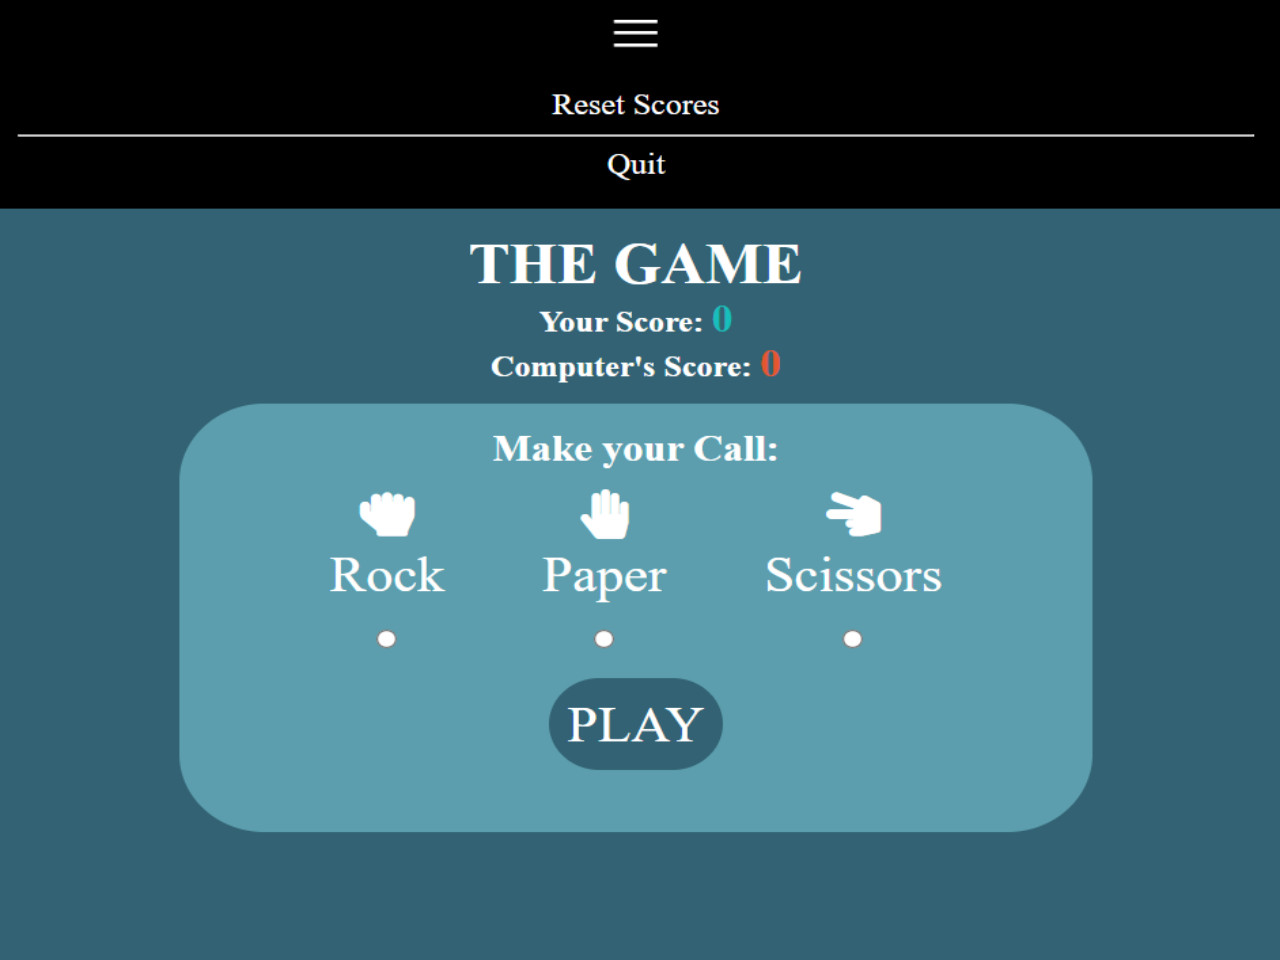 Reset Scores
Quit
THE GAME
Your Score: 0
Computer's Score: 0
Make your Call:
Rock Paper Scissors
PLAY